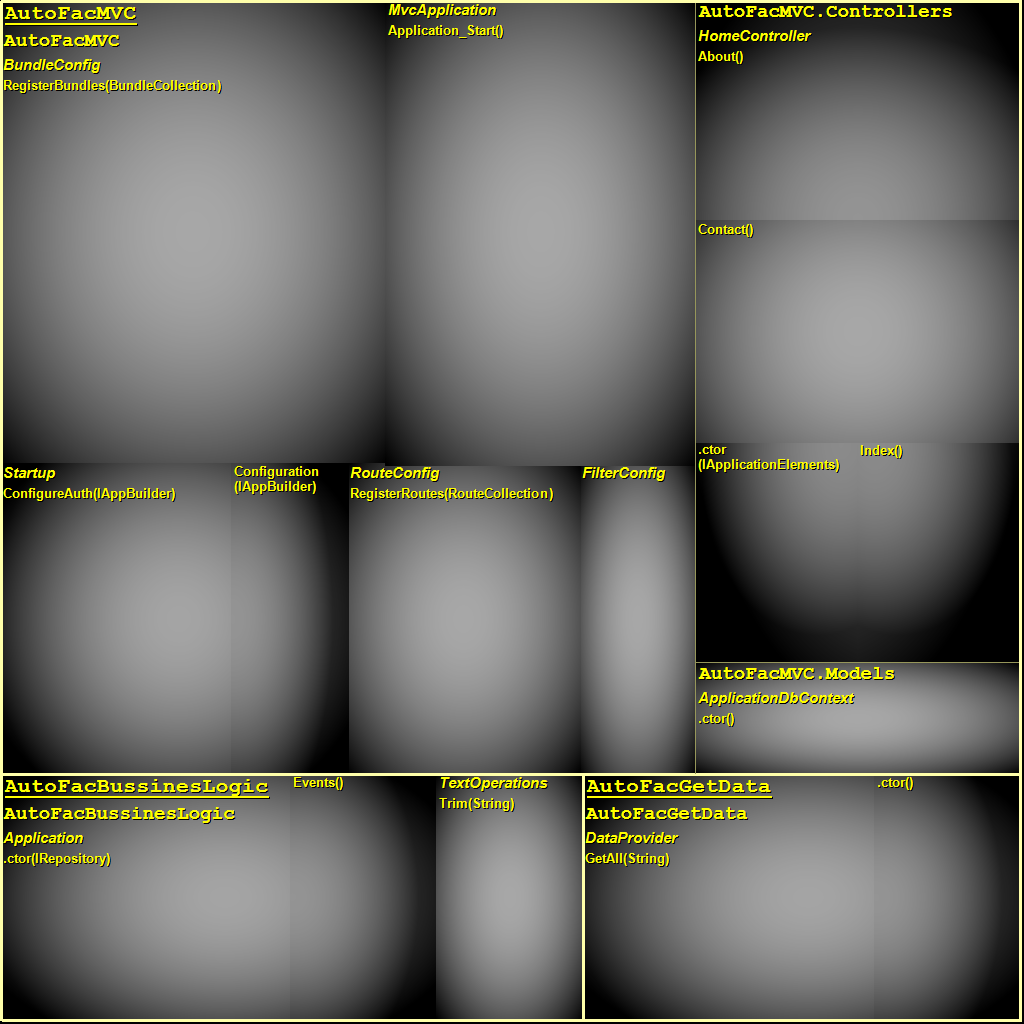 AutoFacMVC
AutoFacMVC
BundleConfig
RegisterBundles(BundleCollection)
MvcApplication
Application_Start()
AutoFacMVC.Controllers
HomeController
About()
Contact()
.ctor
(IApplicationElements)
Index()
Startup
ConfigureAuth(IAppBuilder)
Configuration
(IAppBuilder)
RouteConfig
RegisterRoutes(RouteCollection)
FilterConfig
AutoFacMVC.Models
ApplicationDbContext
.ctor()
AutoFacBussinesLogic
AutoFacBussinesLogic
Application
.ctor(IRepository)
Events()
TextOperations
Trim(String)
AutoFacGetData
AutoFacGetData
DataProvider
GetAll(String)
.ctor()